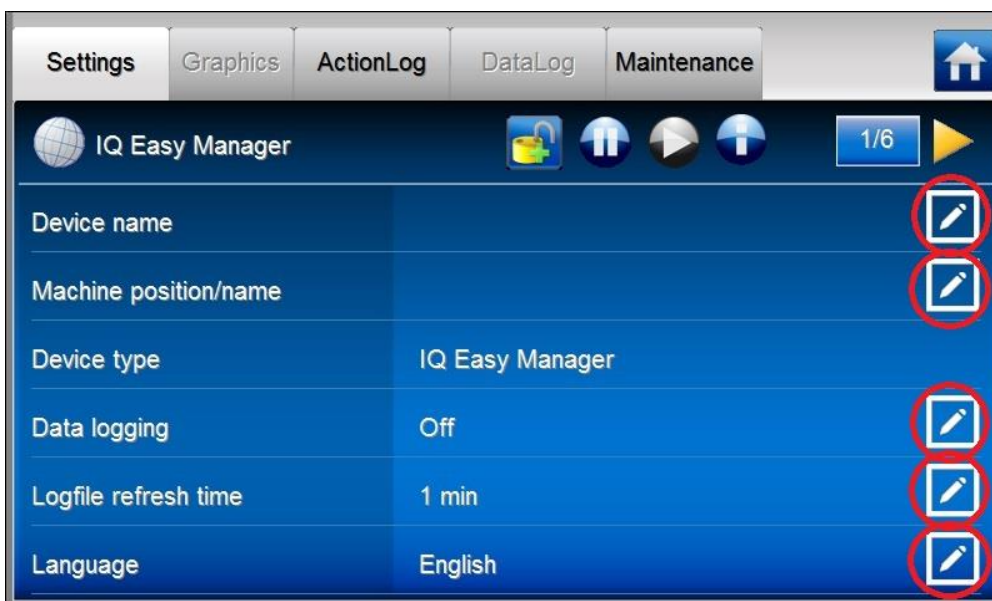 Settings Graphics ActionLog DataLog Maintenance
IQ Easy Manager 1/6
Device name
Machine position/name
Device type IQ Easy Manager
Data logging Off
Logfile refresh time 1 min
Language English